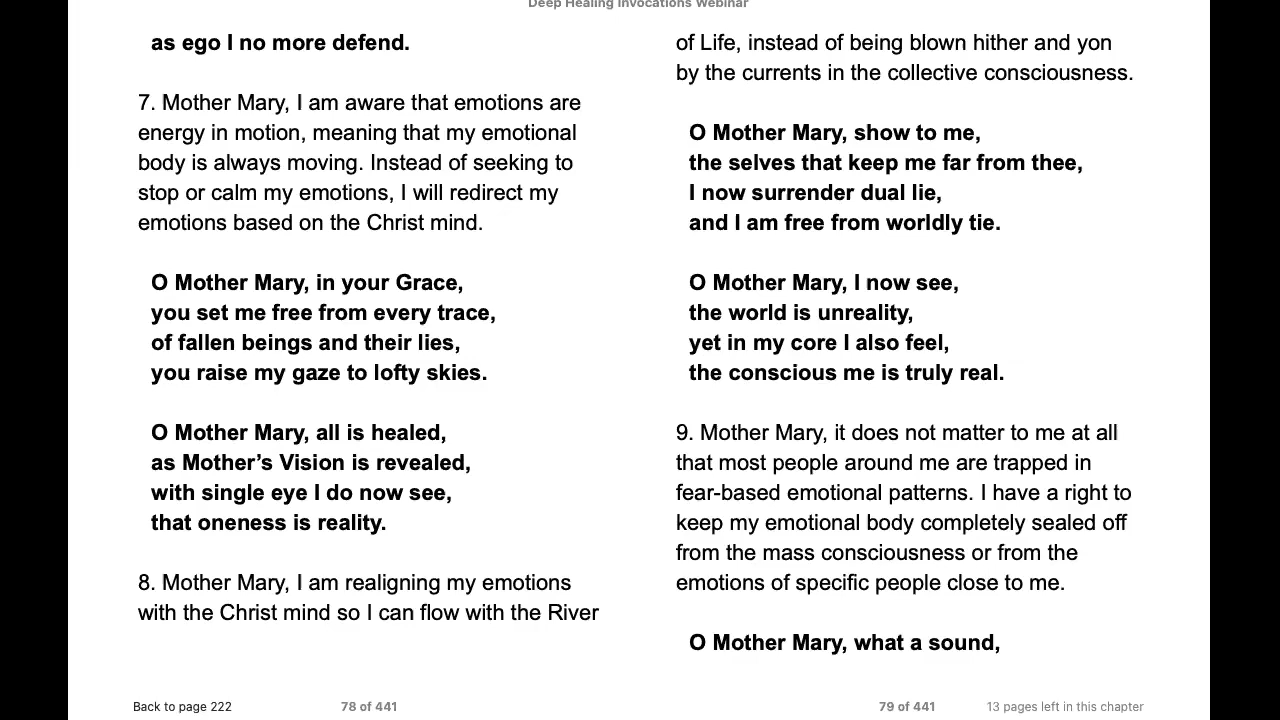 Deep Healing Invocations Webinar
as ego I no more defend.
7. Mother Mary, I am aware that emotions are
energy in motion, meaning that my emotional
body is always moving. Instead of seeking to
stop or calm my emotions, I will redirect my
emotions based on the Christ mind.
O Mother Mary, in your Grace,
you set me free from every trace,
of fallen beings and their lies,
you raise my gaze to lofty skies.
O Mother Mary, all is healed,
as Mother’s Vision is revealed,
with single eye I do now see,
that oneness is reality.
8. Mother Mary, I am realigning my emotions
with the Christ mind so I can flow with the River
of Life, instead of being blown hither and yon
by the currents in the collective consciousness.
O Mother Mary, show to me,
the selves that keep me far from thee,
I now surrender dual lie,
and I am free from worldly tie.
O Mother Mary, I now see,
the world is unreality,
yet in my core I also feel,
the conscious me is truly real.
9. Mother Mary, it does not matter to me at all
that most people around me are trapped in
fear-based emotional patterns. I have a right to
keep my emotional body completely sealed off
from the mass consciousness or from the
emotions of specific people close to me.
O Mother Mary, what a sound,
Back to page 222
78 of 441
79 of 441
13 pages left in this chapter